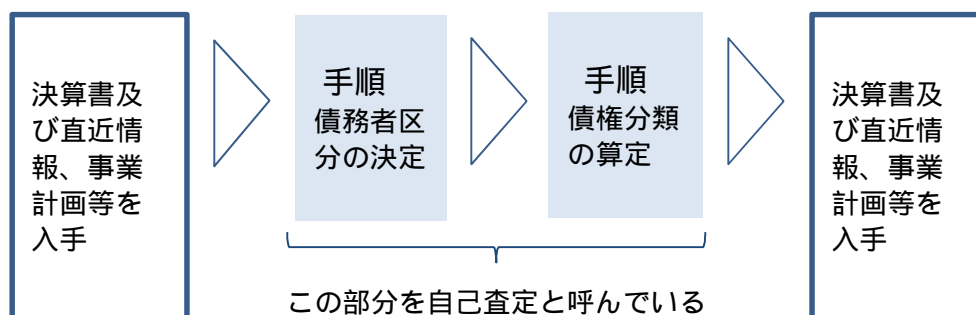 決算書及
び直近情
報、事業
計画等を
入手
手順
債務者区
分の決定
手順
債権分類
の算定
決算書及
び直近情
報、事業
計画等を
入手
この部分を自己査定と呼んでいる